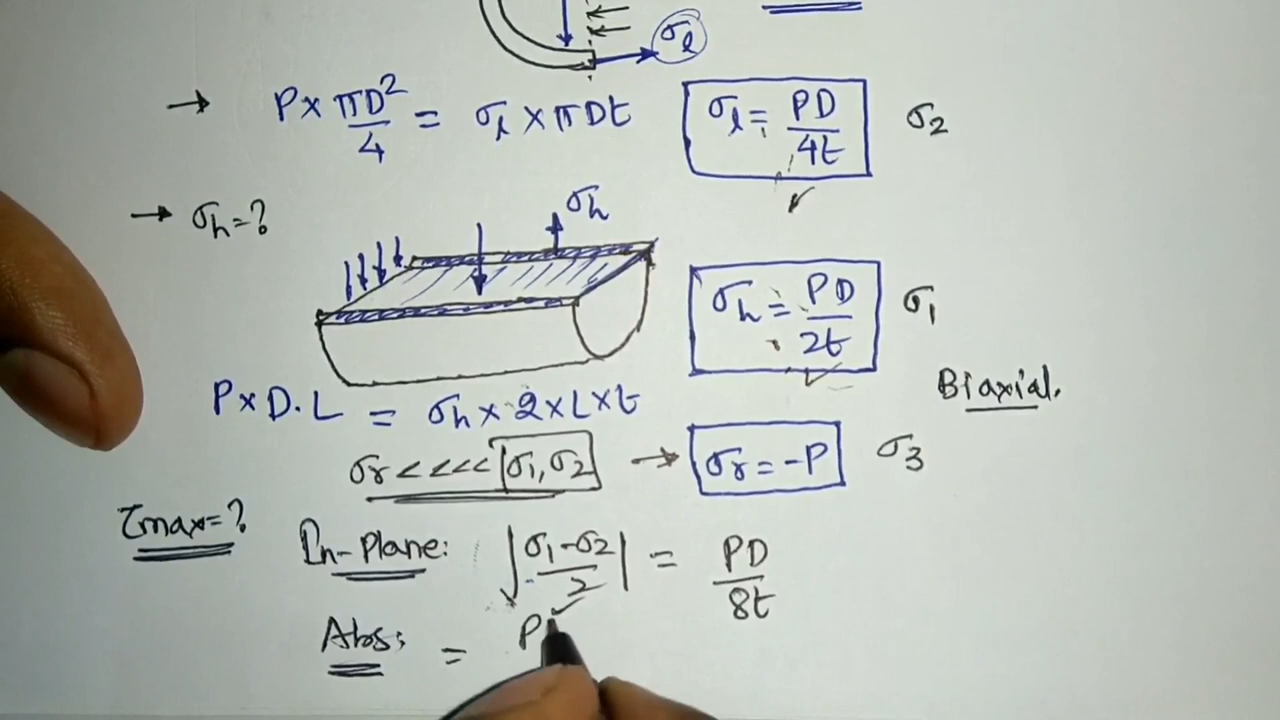 σℓ
→ P × πD²/4 = σℓ × πDt σℓ = PD/4t σ2
→ σh = ? σh
σh = PD/2t σ1
Biaxial.
P × D.L = σh × 2 × L × t
σr <<<< σ1, σ2 → σr = -P σ3
τmax = ? In-Plane: |σ1-σ2/2| = PD/8t
Abs: = P